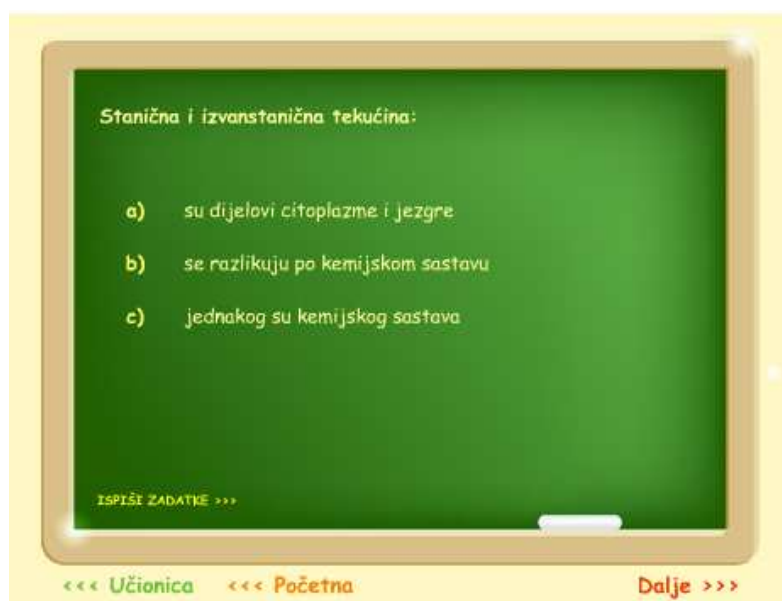 Stanična i izvanstanična tekućina:
a) su dijelovi citoplazme i jezgre
b) se razlikuju po kemijskom sastavu
c) jednakog su kemijskog sastava
ISPIŠI ZADATKE >>>
<<< Učionica <<< Početna Dalje >>>